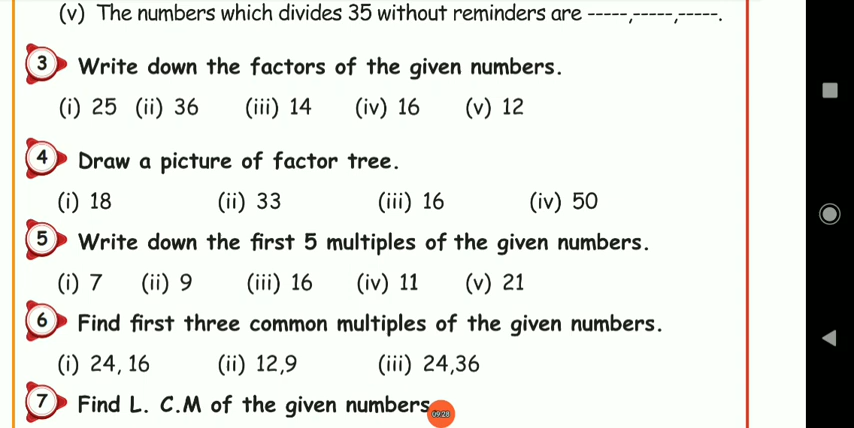 (v) The numbers which divides 35 without reminders are -----,-----,-----.
3 Write down the factors of the given numbers.
(i) 25 (ii) 36 (iii) 14 (iv) 16 (v) 12
4 Draw a picture of factor tree.
(i) 18 (ii) 33 (iii) 16 (iv) 50
5 Write down the first 5 multiples of the given numbers.
(i) 7 (ii) 9 (iii) 16 (iv) 11 (v) 21
6 Find first three common multiples of the given numbers.
(i) 24, 16 (ii) 12,9 (iii) 24,36
7 Find L. C.M of the given numbers
09:28